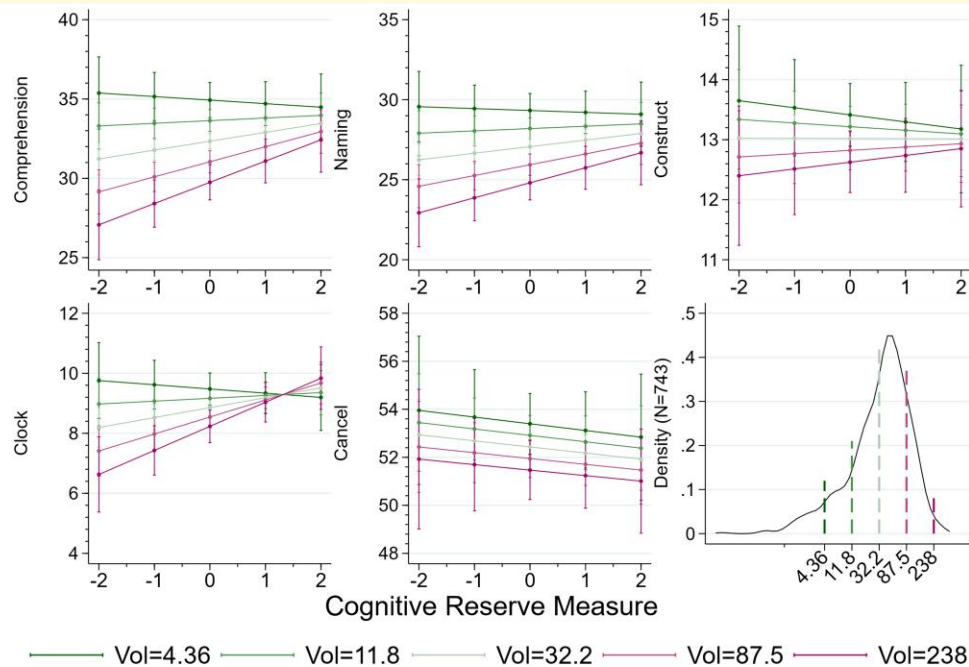 Comprehension
40
35
30
25
-2 -1 0 1 2
Naming
35
30
25
20
-2 -1 0 1 2
Construct
15
14
13
12
11
-2 -1 0 1 2
Clock
12
10
8
6
4
-2 -1 0 1 2
Cancel
58
56
54
52
50
48
-2 -1 0 1 2
Density (N=743)
.5
.4
.3
.2
.1
0
4.36 11.8 32.2 87.5 238
Cognitive Reserve Measure
Vol=4.36 Vol=11.8 Vol=32.2 Vol=87.5 Vol=238